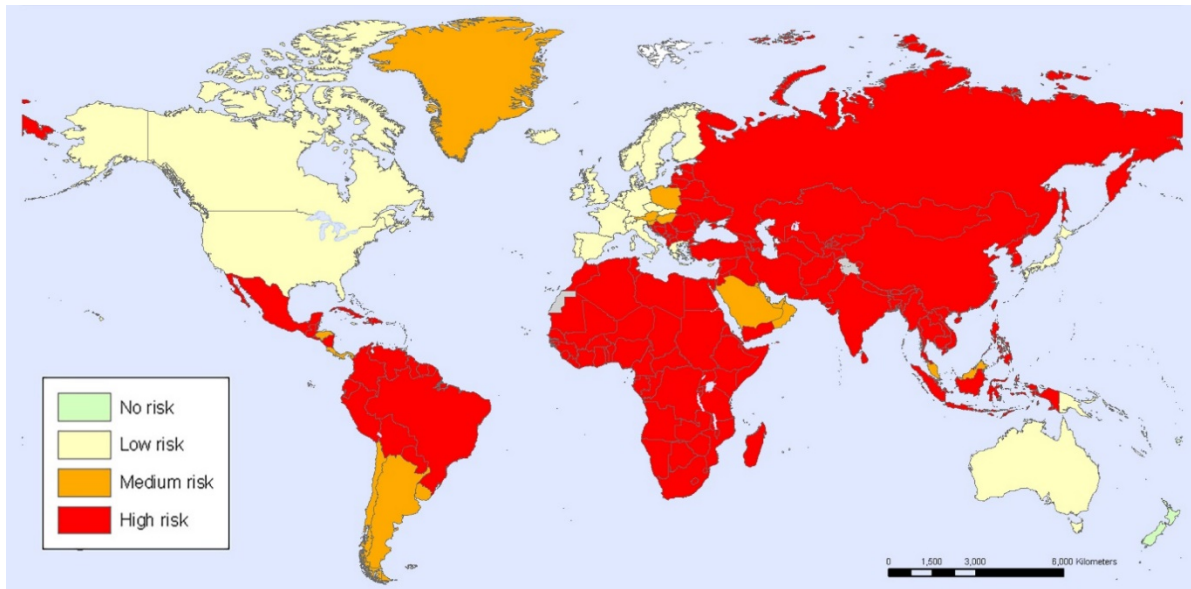 No risk
Low risk
Medium risk
High risk
0 1,500 3,000 6,000 Kilometers